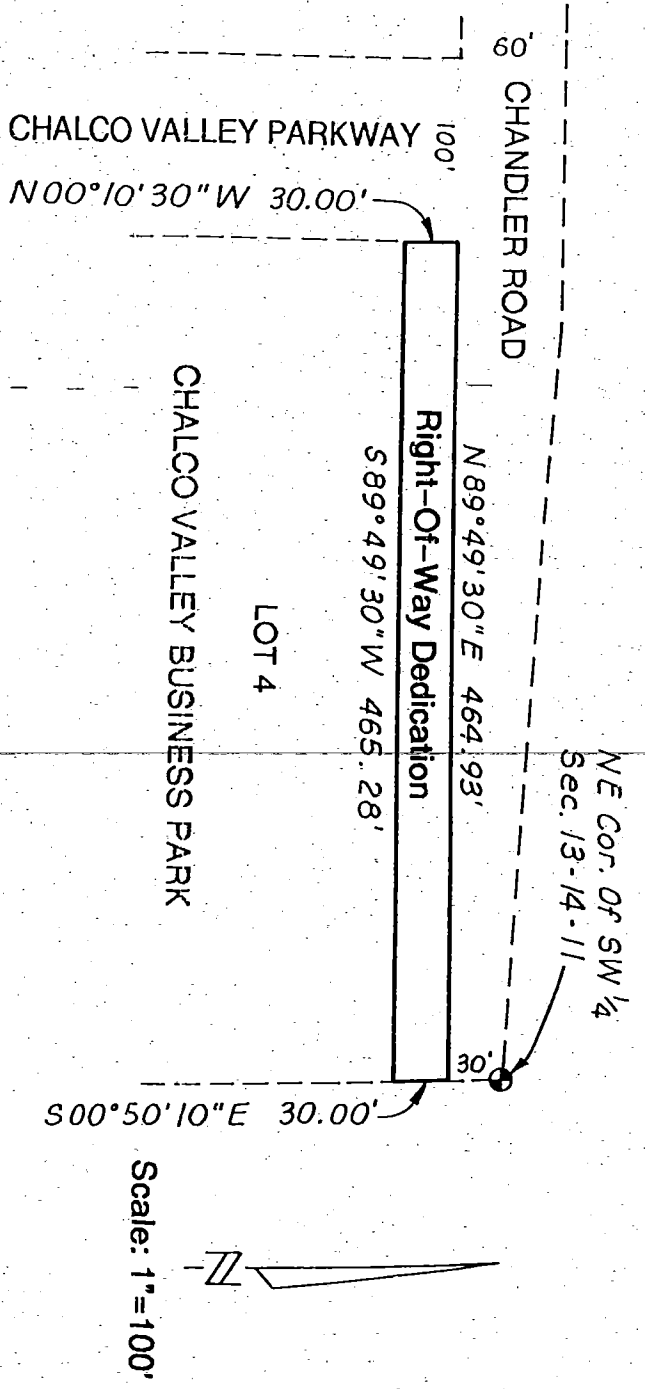 60'
CHANDLER ROAD
CHALCO VALLEY PARKWAY
100'
N00°10'30"W 30.00'
N89°49'30"E 464.93'
Right-Of-Way Dedication
S89°49'30"W 465.28'
LOT 4
CHALCO VALLEY BUSINESS PARK
NE Cor. Of SW 1/4
Sec. 13-14-11
30'
S00°50'10"E 30.00'
N
Scale: 1"=100'